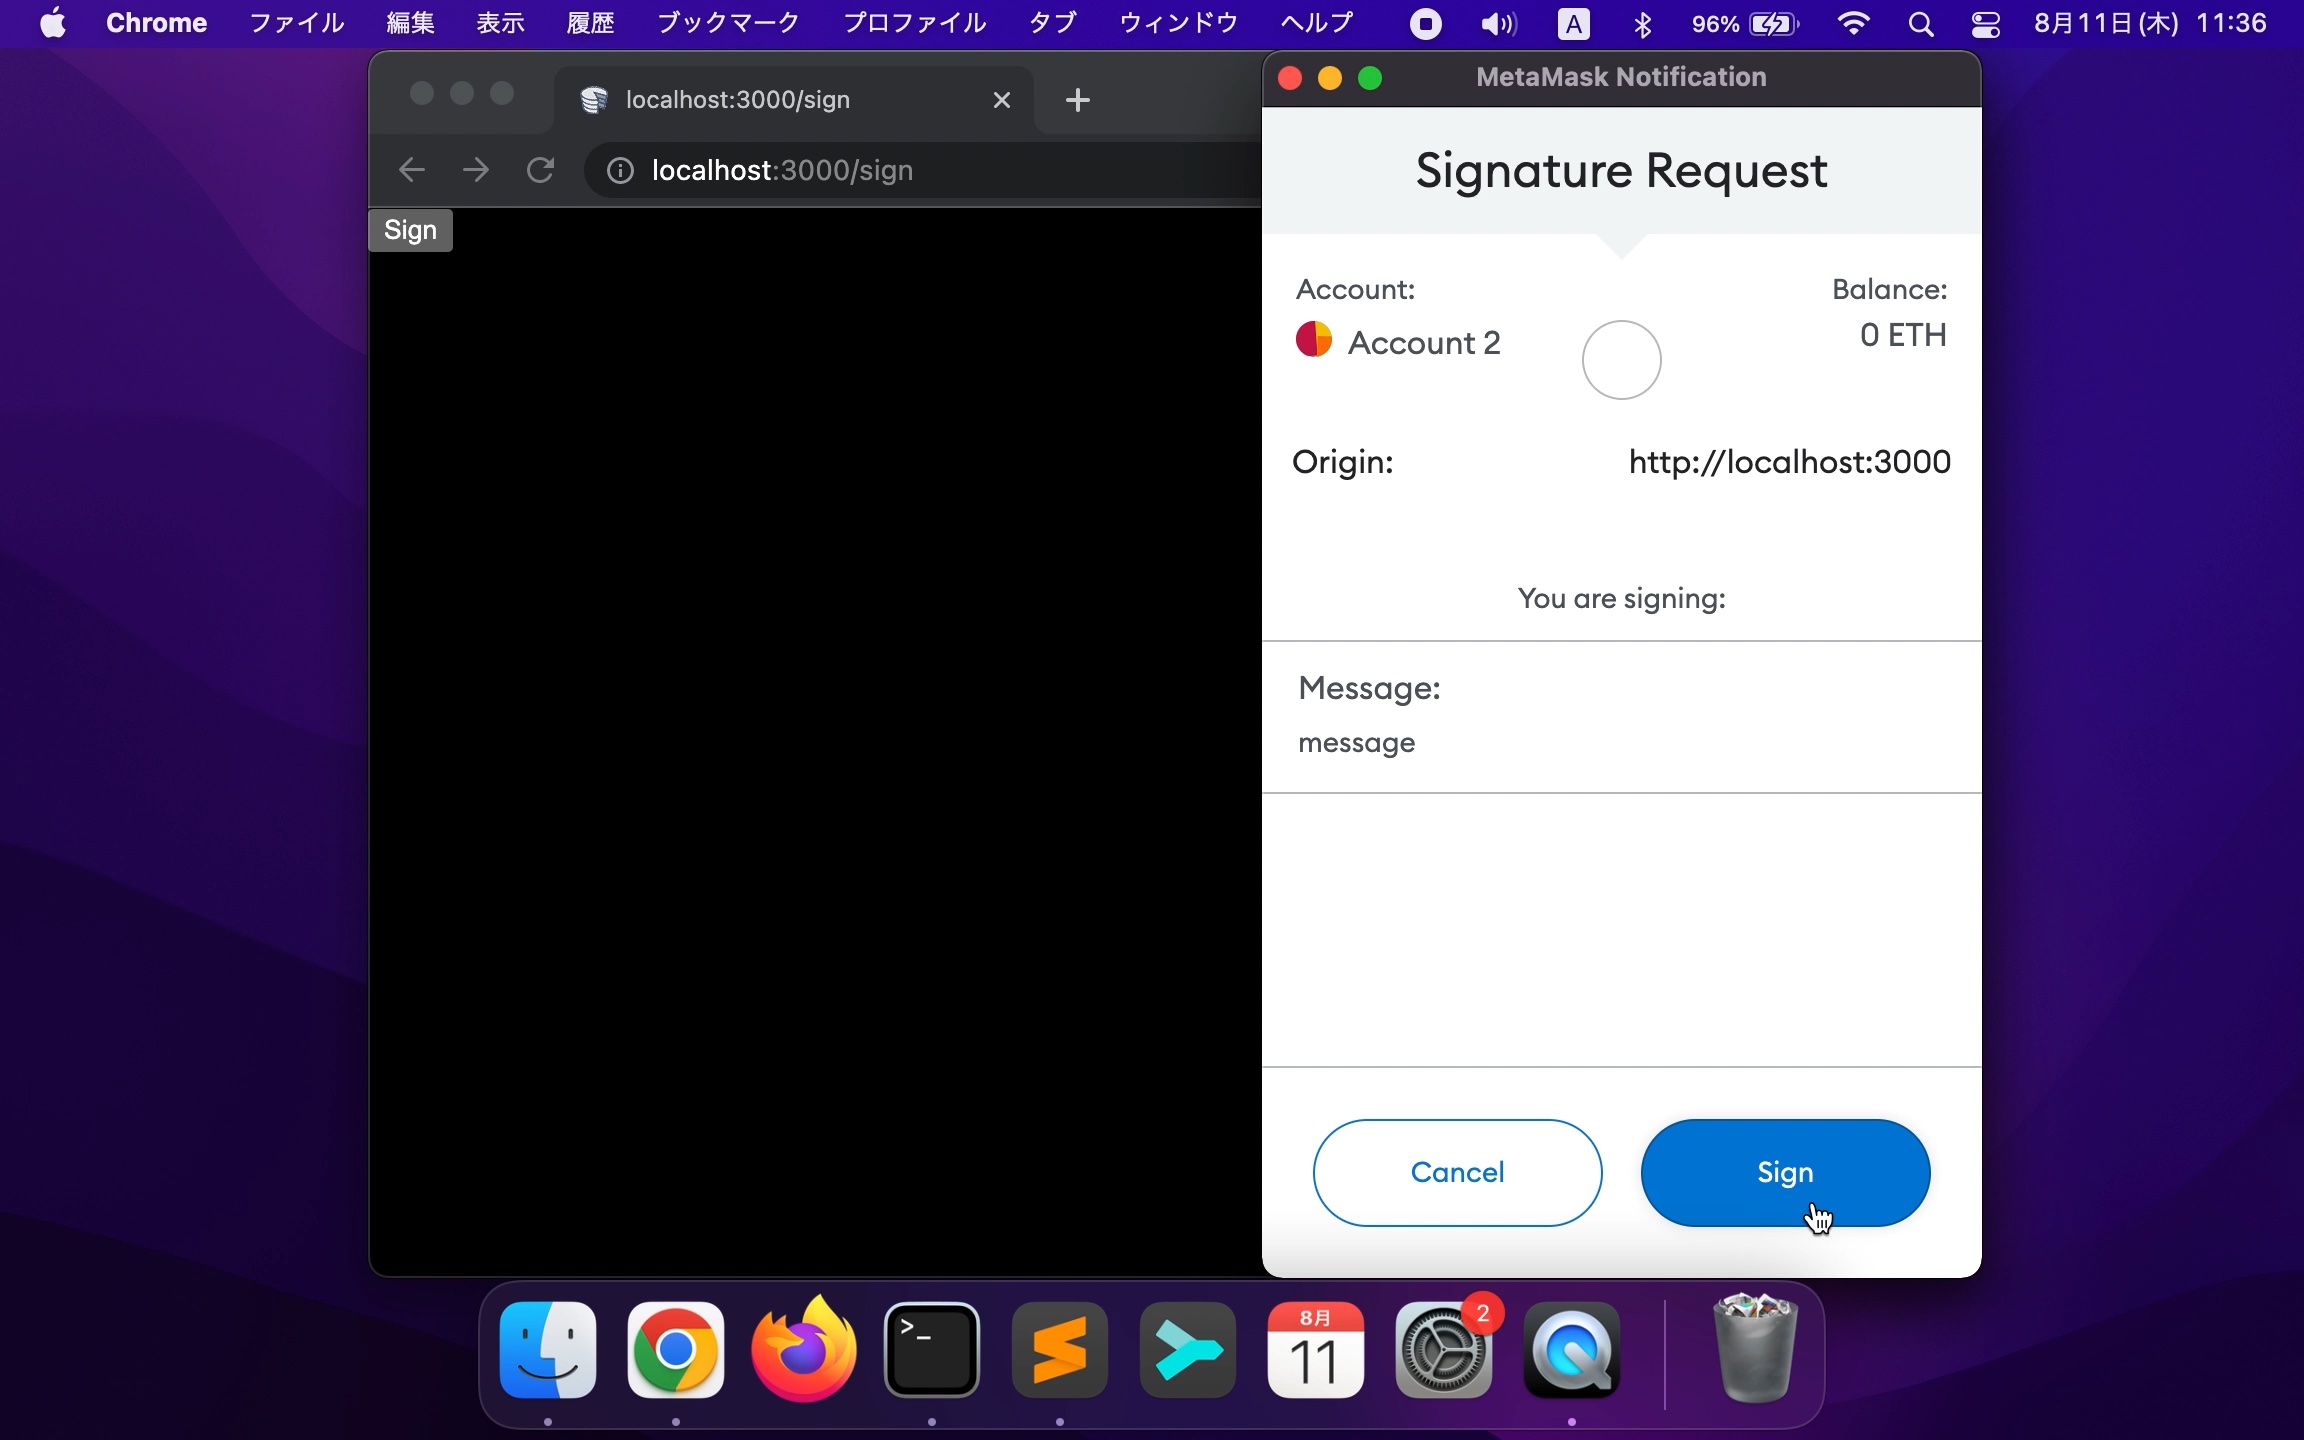 Chrome ファイル 編集 表示 履歴 ブックマーク プロファイル タブ ウィンドウ ヘルプ A 96% 8月11日(木) 11:36
localhost:3000/sign
localhost:3000/sign
Sign
MetaMask Notification
Signature Request
Account:
Balance:
Account 2
0 ETH
Origin:
http://localhost:3000
You are signing:
Message:
message
Cancel
Sign
>_
8月
11
2